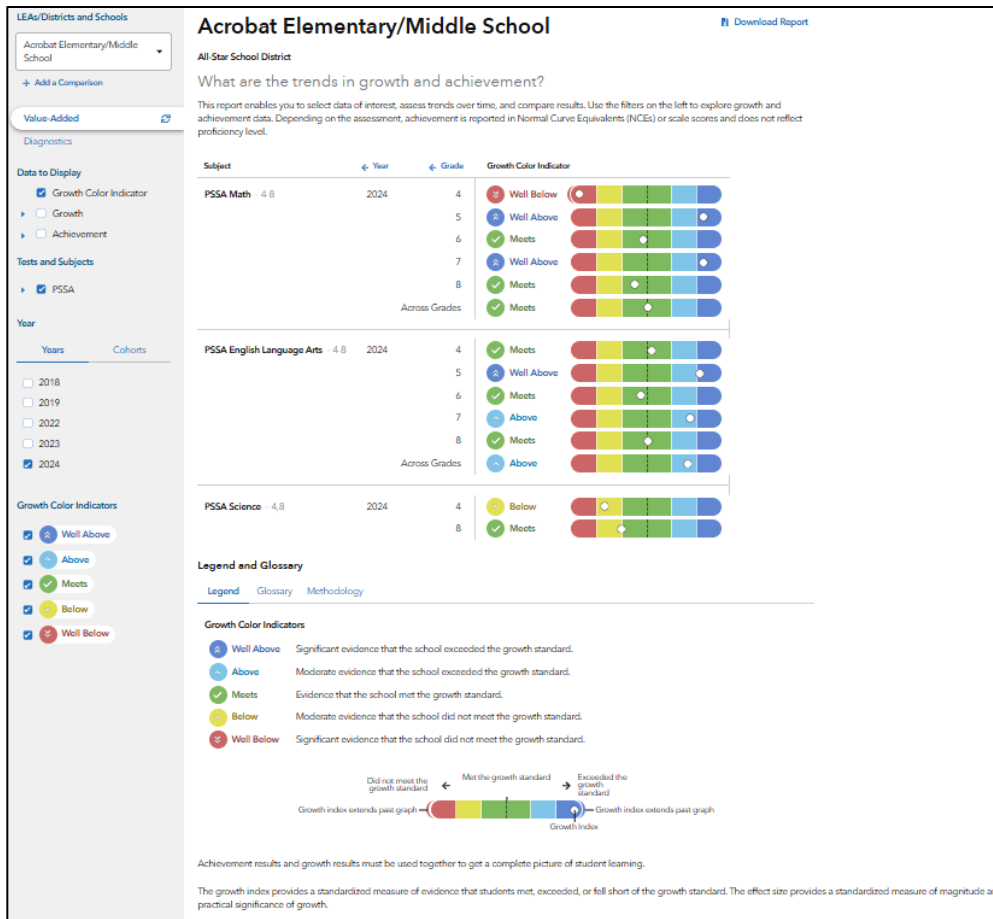 LEAs/Districts and Schools
Acrobat Elementary/Middle
School
+ Add a Comparison
Value-Added
Diagnostics
Data to Display
Growth Color Indicator
Growth
Achievement
Tests and Subjects
PSSA
Year
Years Cohorts
2018
2019
2022
2023
2024
Growth Color Indicators
Well Above
Above
Meets
Below
Well Below
Acrobat Elementary/Middle School
Download Report
All-Star School District
What are the trends in growth and achievement?
This report enables you to select data of interest, assess trends over time, and compare results. Use the filters on the left to explore growth and
achievement data. Depending on the assessment, achievement is reported in Normal Curve Equivalents (NCEs) or scale scores and does not reflect
proficiency level.
Subject ← Year ← Grade Growth Color Indicator
PSSA Math · 4-8 2024 4 Well Below
5 Well Above
6 Meets
7 Well Above
8 Meets
Across Grades Meets
PSSA English Language Arts · 4-8 2024 4 Meets
5 Well Above
6 Meets
7 Above
8 Meets
Across Grades Above
PSSA Science · 4,8 2024 4 Below
8 Meets
Legend and Glossary
Legend Glossary Methodology
Growth Color Indicators
Well Above Significant evidence that the school exceeded the growth standard.
Above Moderate evidence that the school exceeded the growth standard.
Meets Evidence that the school met the growth standard.
Below Moderate evidence that the school did not meet the growth standard.
Well Below Significant evidence that the school did not meet the growth standard.
Did not meet the
growth standard
← Met the growth standard →
Exceeded the
growth
standard
Growth index extends past graph
Growth index extends past graph
Growth Index
Achievement results and growth results must be used together to get a complete picture of student learning.
The growth index provides a standardized measure of evidence that students met, exceeded, or fell short of the growth standard. The effect size provides a standardized measure of magnitude
practical significance of growth.